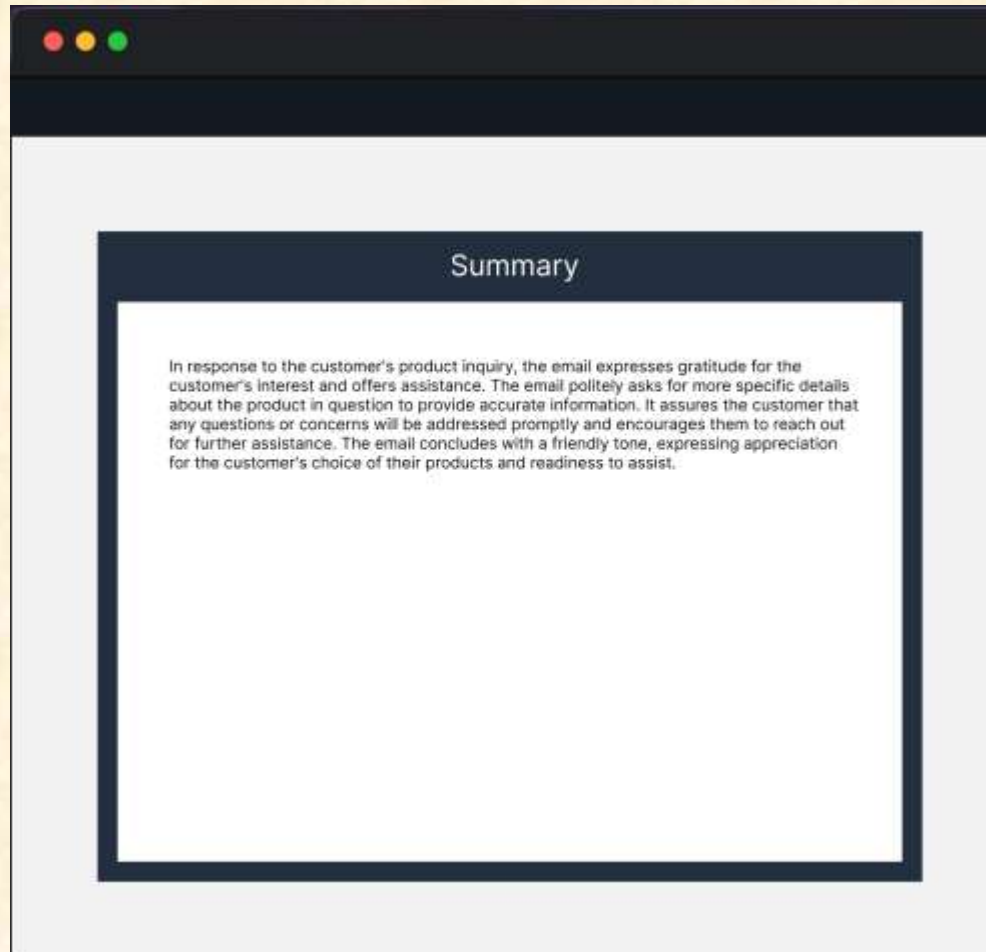 Summary
In response to the customer's product inquiry, the email expresses gratitude for the
customer's interest and offers assistance. The email politely asks for more specific details
about the product in question to provide accurate information. It assures the customer that
any questions or concerns will be addressed promptly and encourages them to reach out
for further assistance. The email concludes with a friendly tone, expressing appreciation
for the customer's choice of their products and readiness to assist.